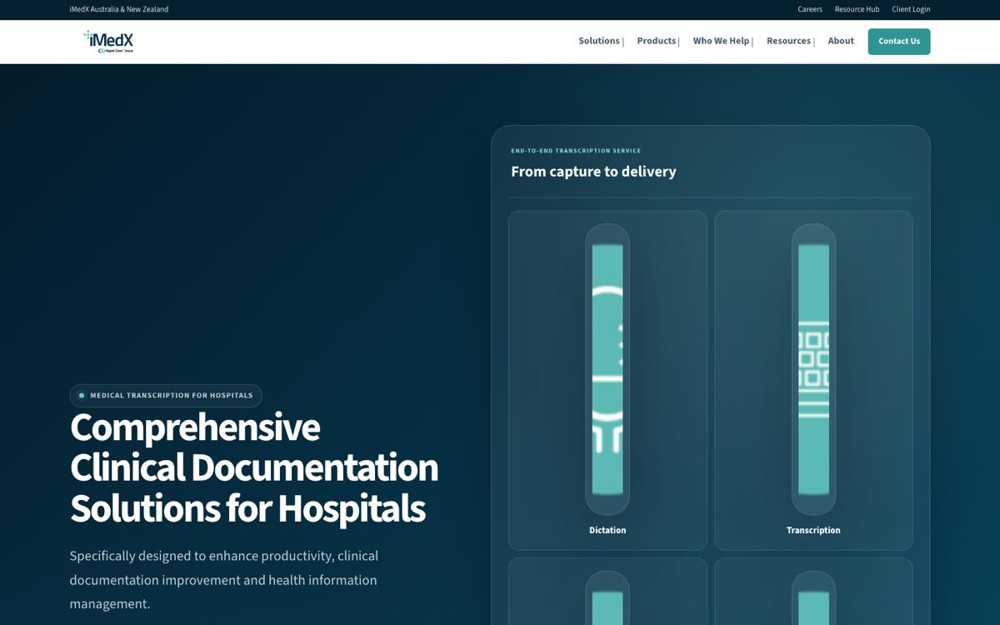 iMedX Australia & New Zealand
Careers Resource Hub Client Login
iMedX
Rapid Care Group
Solutions Products Who We Help Resources About Contact Us
MEDICAL TRANSCRIPTION FOR HOSPITALS
Comprehensive
Clinical Documentation
Solutions for Hospitals
Specifically designed to enhance productivity, clinical
documentation improvement and health information
management.
END-TO-END TRANSCRIPTION SERVICE
From capture to delivery
Dictation
Transcription